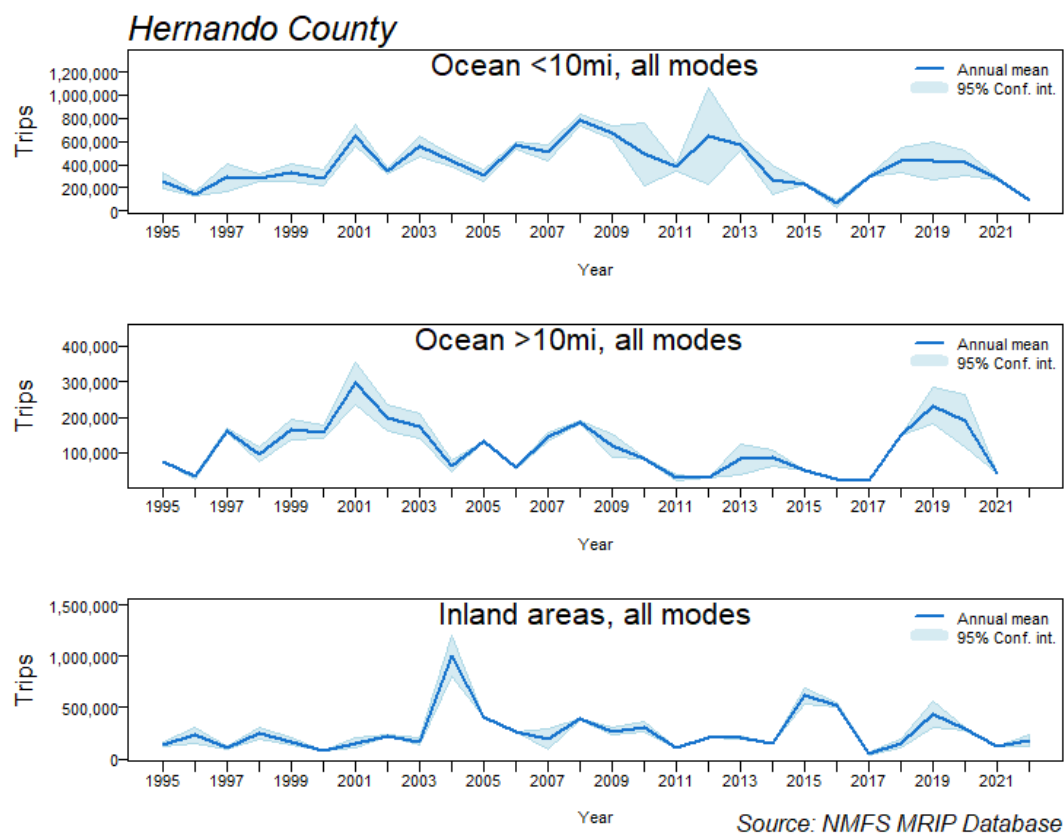 Hernando County
Ocean <10mi, all modes
Annual mean
95% Conf. int.
Trips
1,200,000
1,000,000
800,000
600,000
400,000
200,000
0
1995 1997 1999 2001 2003 2005 2007 2009 2011 2013 2015 2017 2019 2021
Year
Ocean >10mi, all modes
Annual mean
95% Conf. int.
Trips
400,000
300,000
200,000
100,000
1995 1997 1999 2001 2003 2005 2007 2009 2011 2013 2015 2017 2019 2021
Year
Inland areas, all modes
Annual mean
95% Conf. int.
Trips
1,500,000
1,000,000
500,000
0
1995 1997 1999 2001 2003 2005 2007 2009 2011 2013 2015 2017 2019 2021
Year
Source: NMFS MRIP Database